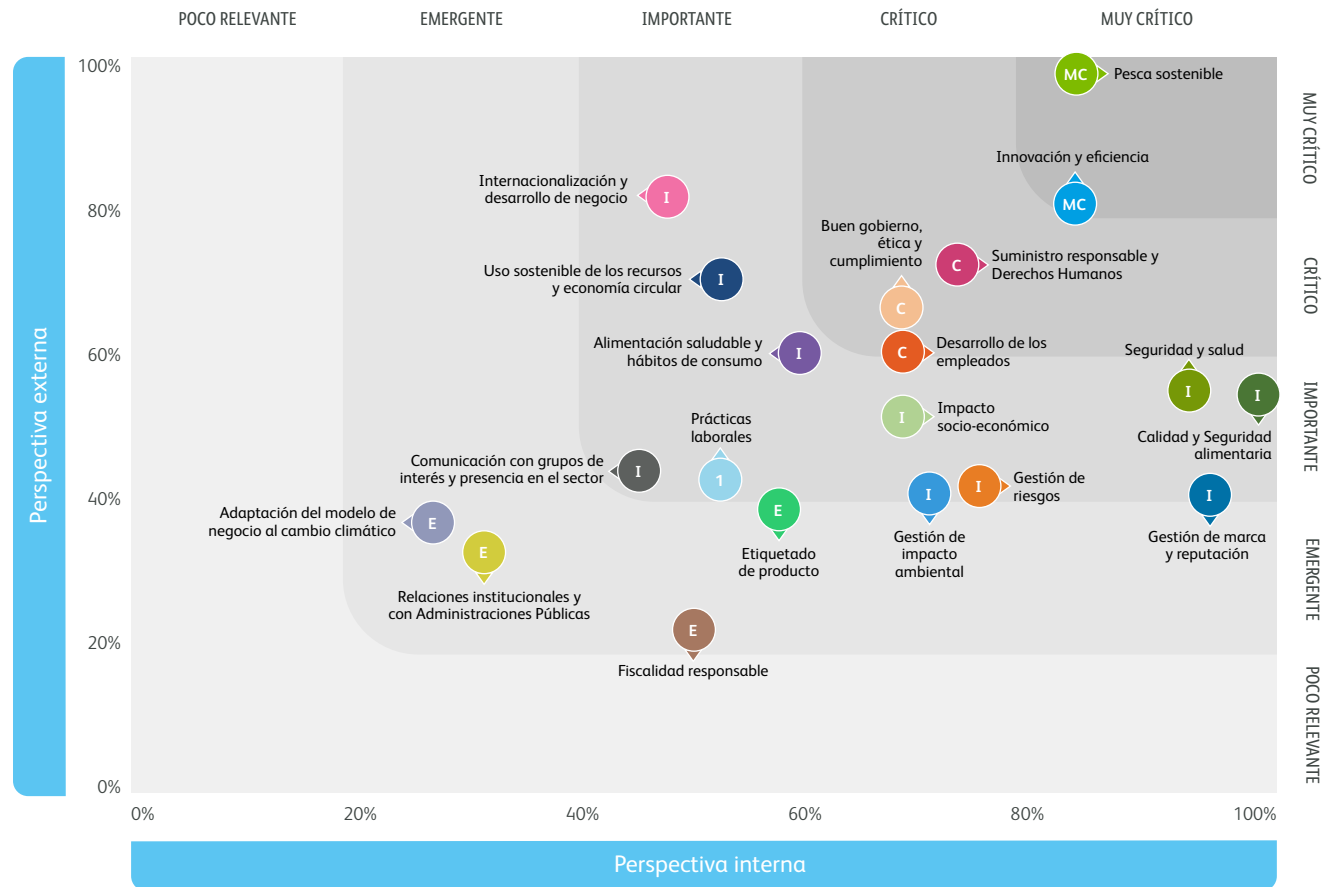 POCO RELEVANTE
EMERGENTE
IMPORTANTE
CRÍTICO
MUY CRÍTICO
Perspectiva externa
100%
80%
60%
40%
20%
0%
MC
Pesca sostenible
Innovación y eficiencia
MC
Internacionalización y
desarrollo de negocio
I
Buen gobierno,
ética y
cumplimiento
C
C
Suministro responsable y
Derechos Humanos
Uso sostenible de los recursos
y economía circular
I
Alimentación saludable y
hábitos de consumo
I
C
Desarrollo de los
empleados
Seguridad y salud
I
I
Calidad y Seguridad
alimentaria
I
Impacto
socio-económico
Prácticas
laborales
1
Comunicación con grupos de
interés y presencia en el sector
I
I
Gestión de
riesgos
I
Gestión de
impacto
ambiental
I
Gestión de marca
y reputación
E
Etiquetado
de producto
Adaptación del modelo de
negocio al cambio climático
E
E
Relaciones institucionales y
con Administraciones Públicas
E
Fiscalidad responsable
MUY CRÍTICO
CRÍTICO
IMPORTANTE
EMERGENTE
POCO RELEVANTE
0%
20%
40%
60%
80%
100%
Perspectiva interna